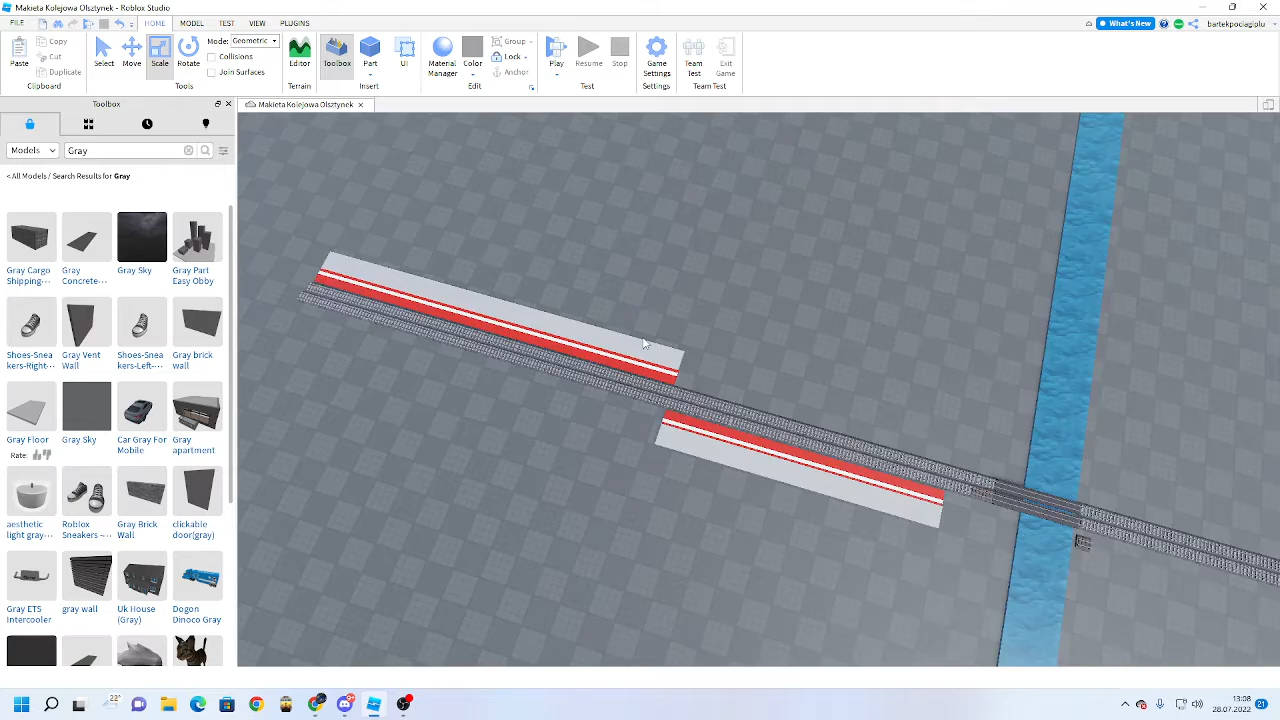 Makieta Kolejowa Olsztynek - Roblox Studio
FILE HOME MODEL TEST VIEW PLUGINS What's New bartekpociagiplu
Paste Copy Cut Duplicate Clipboard
Select Move Scale Rotate Mode: Geometric Collisions Join Surfaces Tools
Editor Terrain
Toolbox Part UI Insert
Material Manager Color Group Lock Anchor Edit
Play Resume Stop Test
Game Settings Settings
Team Test Exit Game Team Test
Toolbox
Makieta Kolejowa Olsztynek
Models Gray
< All Models / Search Results for Gray
Gray Cargo Shipping-··
Gray Concrete-··
Gray Sky
Gray Part Easy Obby
Shoes-Snea kers-Right-··
Gray Vent Wall
Shoes-Snea kers-Left-··
Gray brick wall
Gray Floor
Rate:
Gray Sky
Car Gray For Mobile
Gray apartment
aesthetic light gray-··
Roblox Sneakers –··
Gray Brick Wall
clickable door(gray)
Gray ETS Intercooler
gray wall
Uk House (Gray)
Dogon Dinoco Gray
22°
13:08
28.07.2022
21